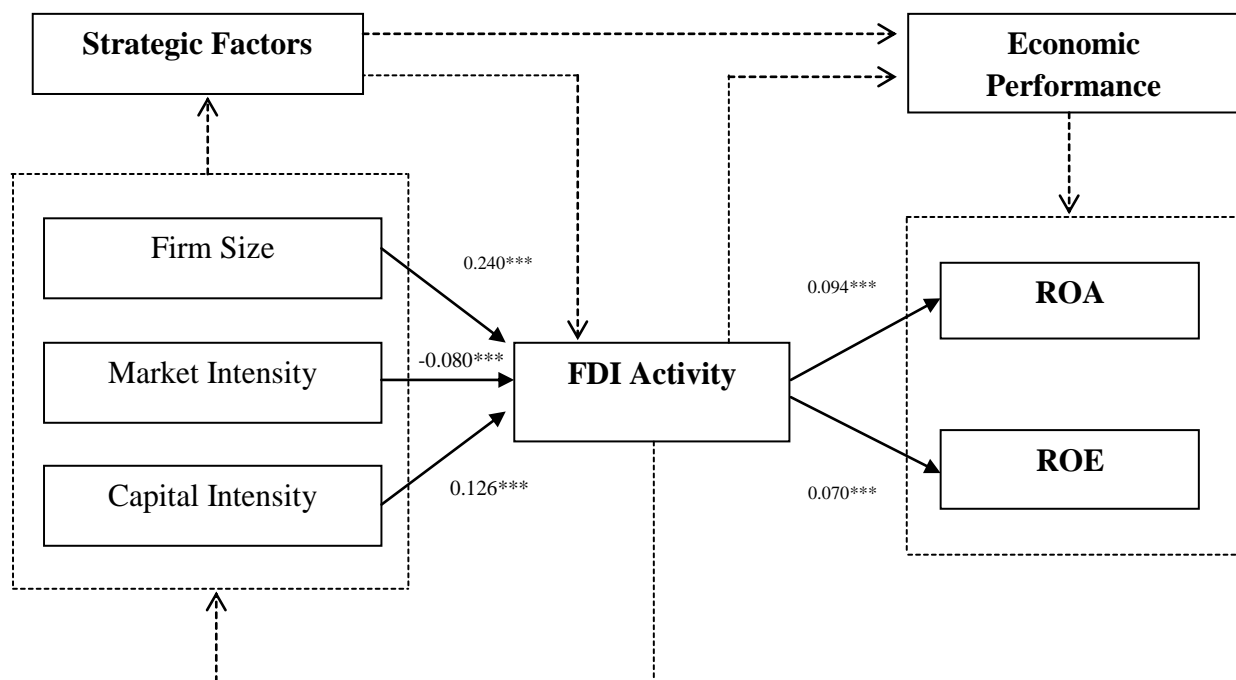 Strategic Factors
Economic
Performance
Firm Size
0.240***
0.094***
ROA
Market Intensity
-0.080***
FDI Activity
Capital Intensity
0.126***
0.070***
ROE